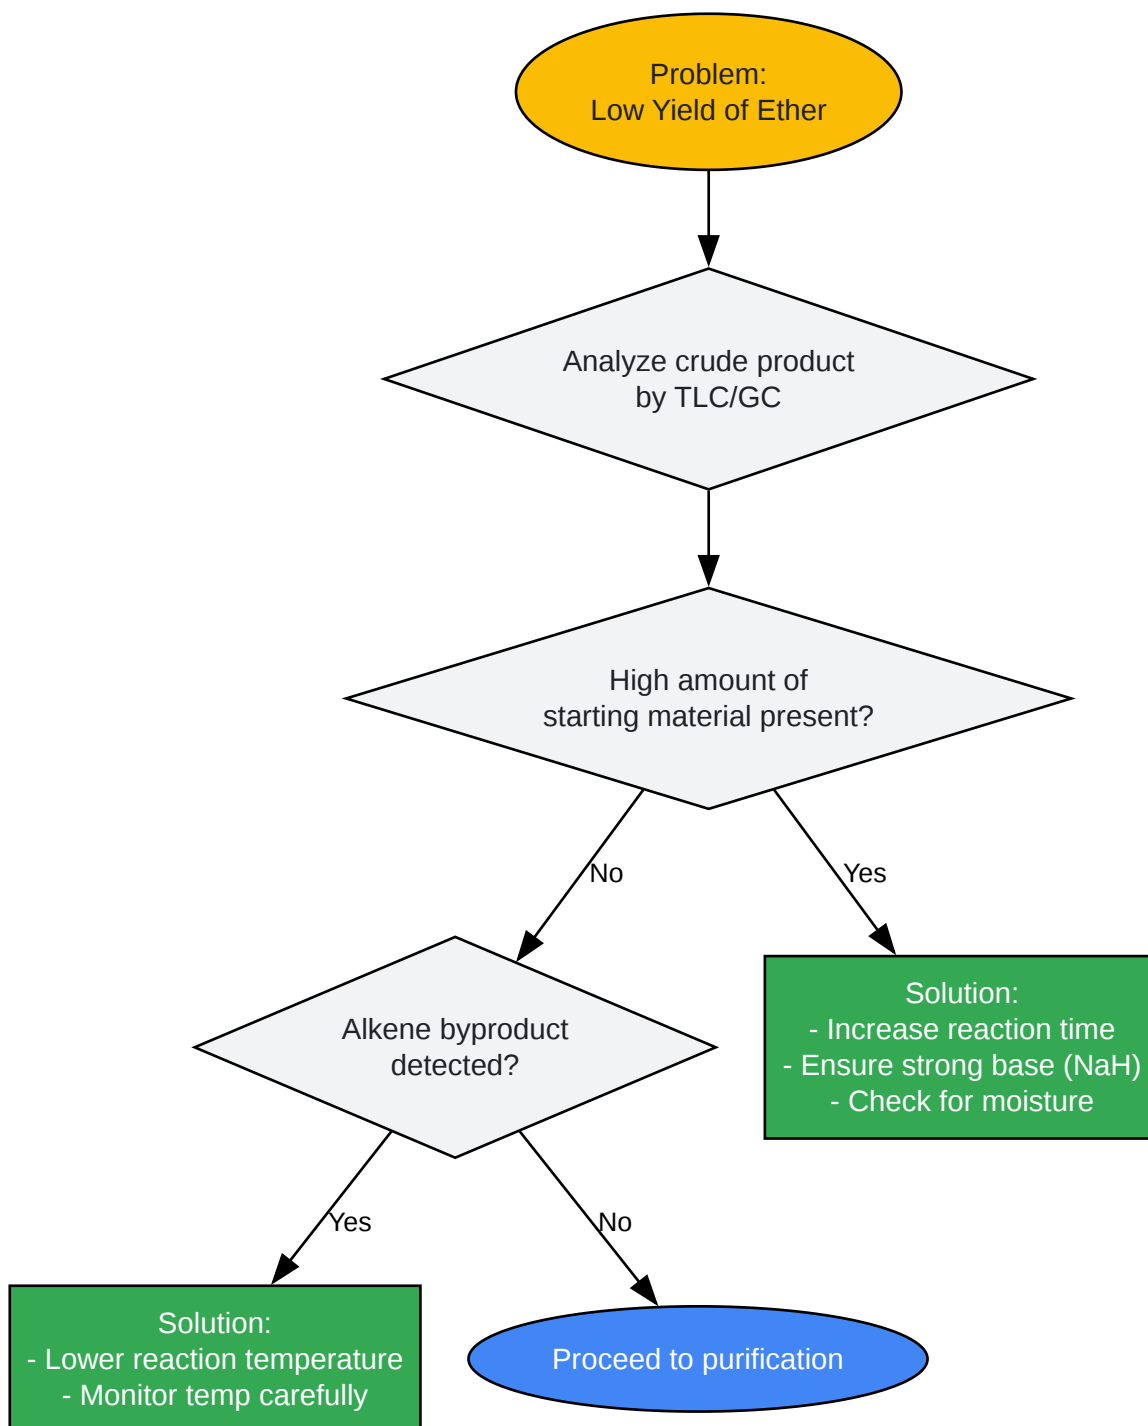 Problem:
Low Yield of Ether
Analyze crude product
by TLC/GC
High amount of
starting material present?
No
Yes
Alkene byproduct
detected?
Solution:
- Increase reaction time
- Ensure strong base (NaH)
- Check for moisture
Yes
No
Solution:
- Lower reaction temperature
- Monitor temp carefully
Proceed to purification